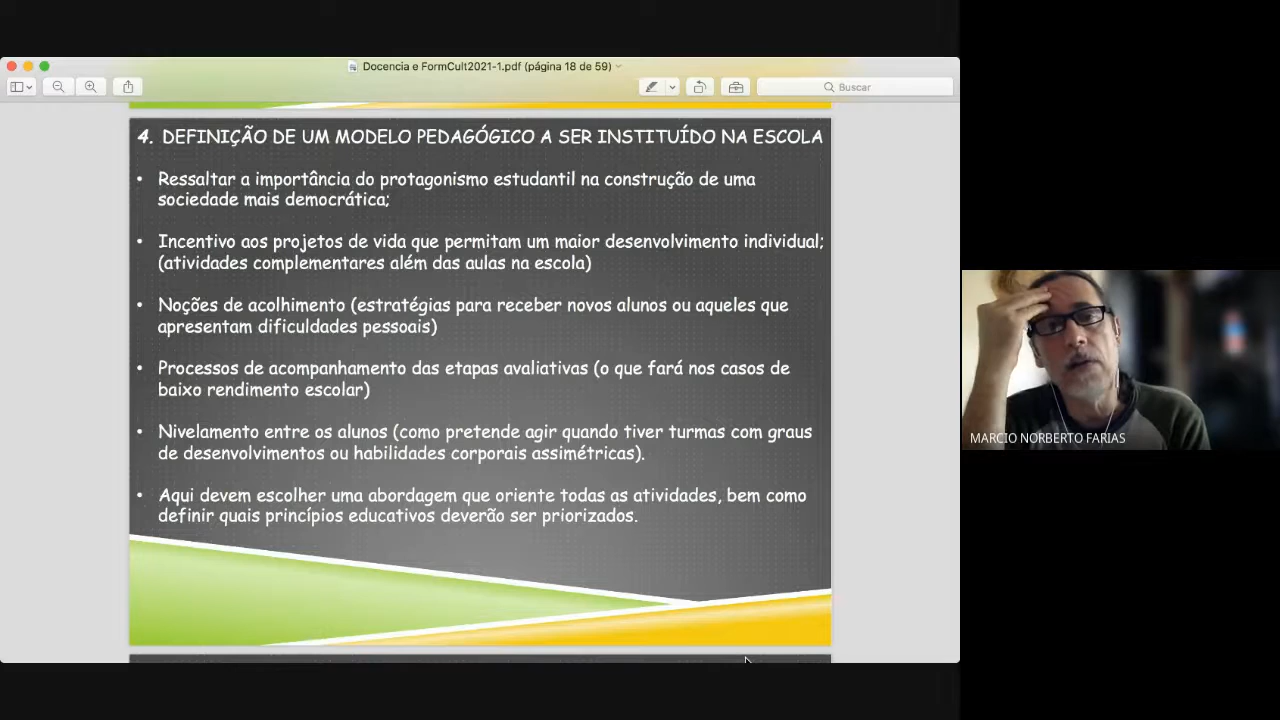 Docencia e FormCult2021-1.pdf (página 18 de 59)
Buscar
4. DEFINIÇÃO DE UM MODELO PEDAGÓGICO A SER INSTITUÍDO NA ESCOLA
• Ressaltar a importância do protagonismo estudantil na construção de uma
sociedade mais democrática;
• Incentivo aos projetos de vida que permitam um maior desenvolvimento individual;
(atividades complementares além das aulas na escola)
• Noções de acolhimento (estratégias para receber novos alunos ou aqueles que
apresentam dificuldades pessoais)
• Processos de acompanhamento das etapas avaliativas (o que fará nos casos de
baixo rendimento escolar)
• Nivelamento entre os alunos (como pretende agir quando tiver turmas com graus
de desenvolvimentos ou habilidades corporais assimétricas).
• Aqui devem escolher uma abordagem que oriente todas as atividades, bem como
definir quais princípios educativos deverão ser priorizados.
MARCIO NORBERTO FARIAS